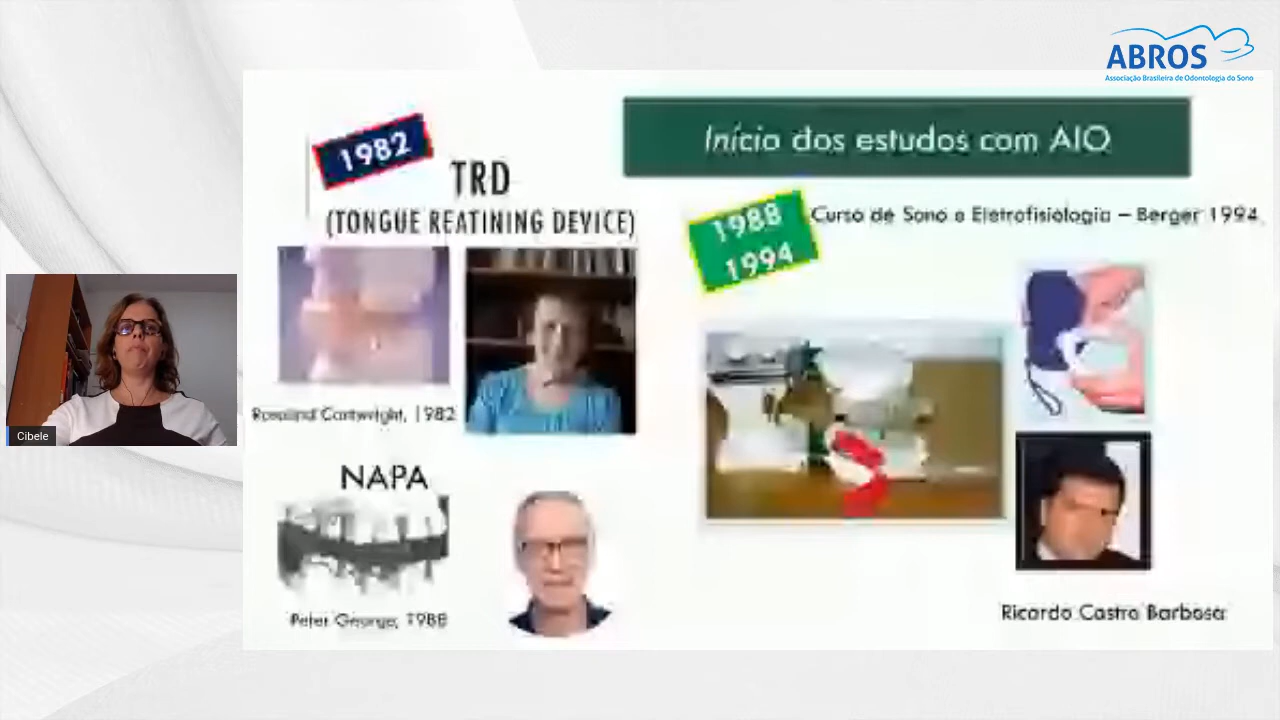 ABROS
Associação Brasileira de Odontologia do Sono
Início dos estudos com AIO
1982
TRD
(TONGUE REATINING DEVICE)
1988
1994
Curso de Sono e Eletrofisiologia – Berger 1994
Rosalind Cartwright, 1982
NAPA
Peter George, 1988
Ricardo Castro Barbosa
Cibele